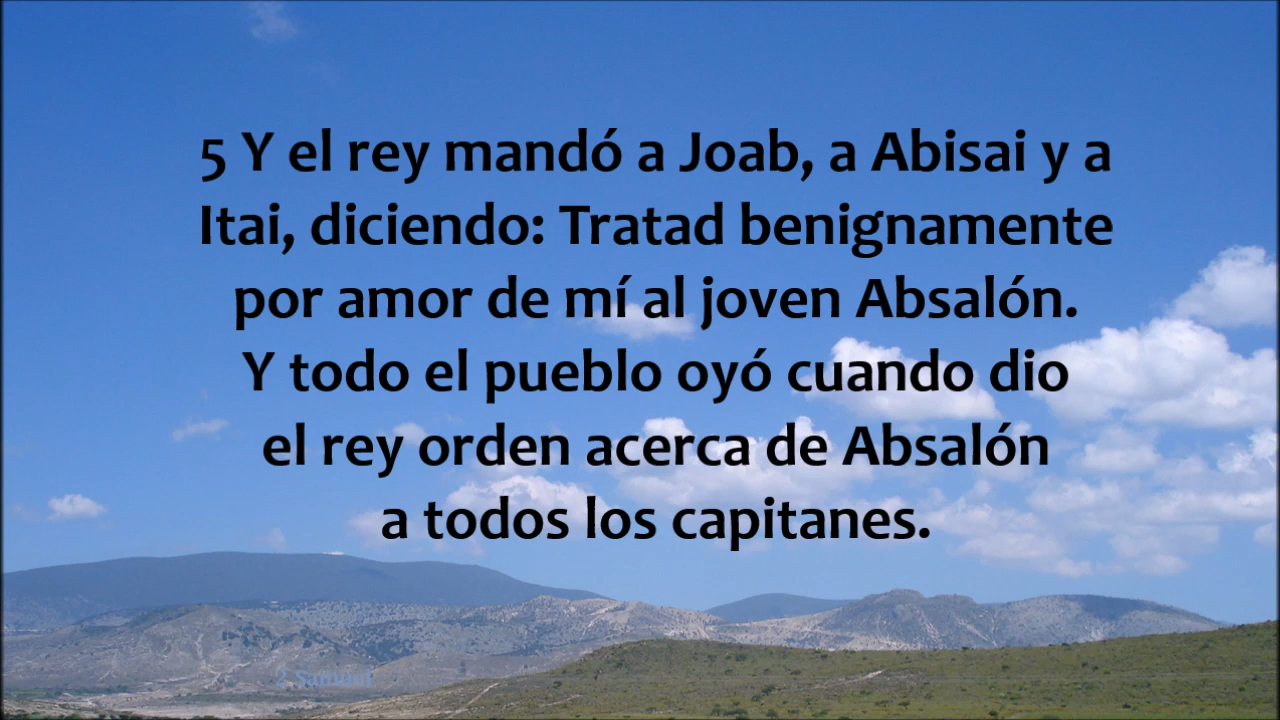 5 Y el rey mandó a Joab, a Abisai y a
Itai, diciendo: Tratad benignamente
por amor de mí al joven Absalón.
Y todo el pueblo oyó cuando dio
el rey orden acerca de Absalón
a todos los capitanes.
2 Samuel